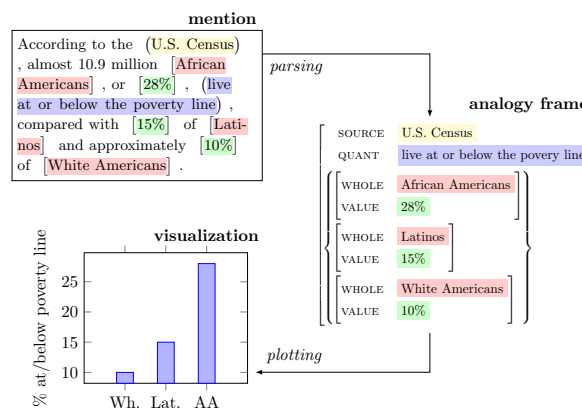 mention
According to the (U.S. Census)
, almost 10.9 million [African
Americans] , or [28%] , (live
at or below the poverty line) ,
compared with [15%] of [Lati-
nos] and approximately [10%]
of [White Americans] .
parsing
analogy frame
SOURCE U.S. Census
QUANT live at or below the povery line
WHOLE African Americans
VALUE 28%
WHOLE Latinos
VALUE 15%
WHOLE White Americans
VALUE 10%
plotting
visualization
% at/below poverty line
25
20
15
10
Wh. Lat. AA